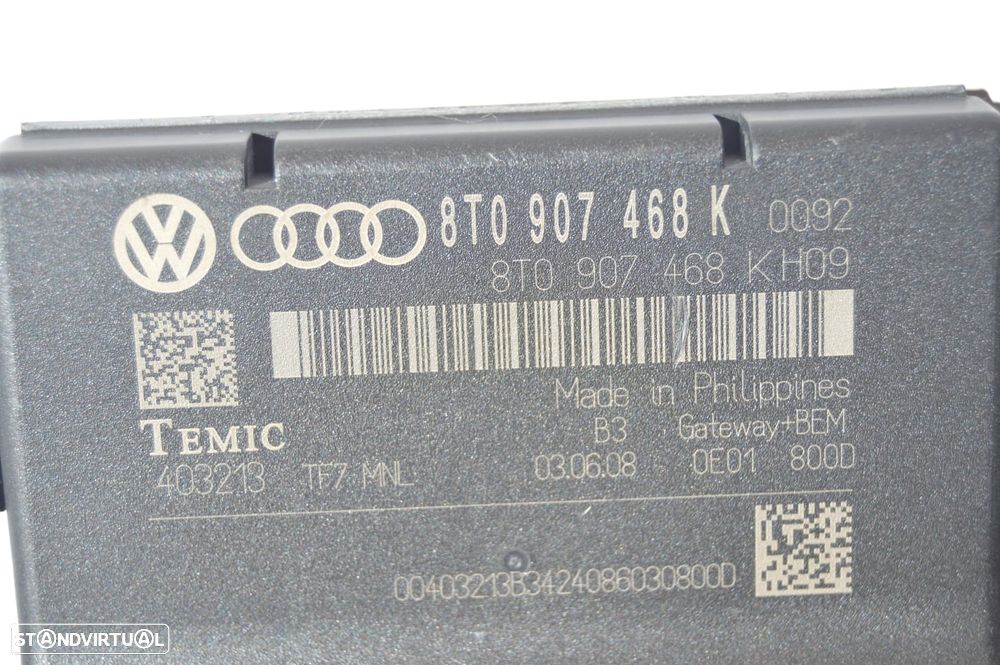 8T0 907 468 K 0092
8T0 907 468 K H09
Made in Philippines
TEMIC B3 Gateway+BEM
403213 TF7 MNL 03.06.08 0E01 800D
00403213B3424086030800D
STANDVIRTUAL